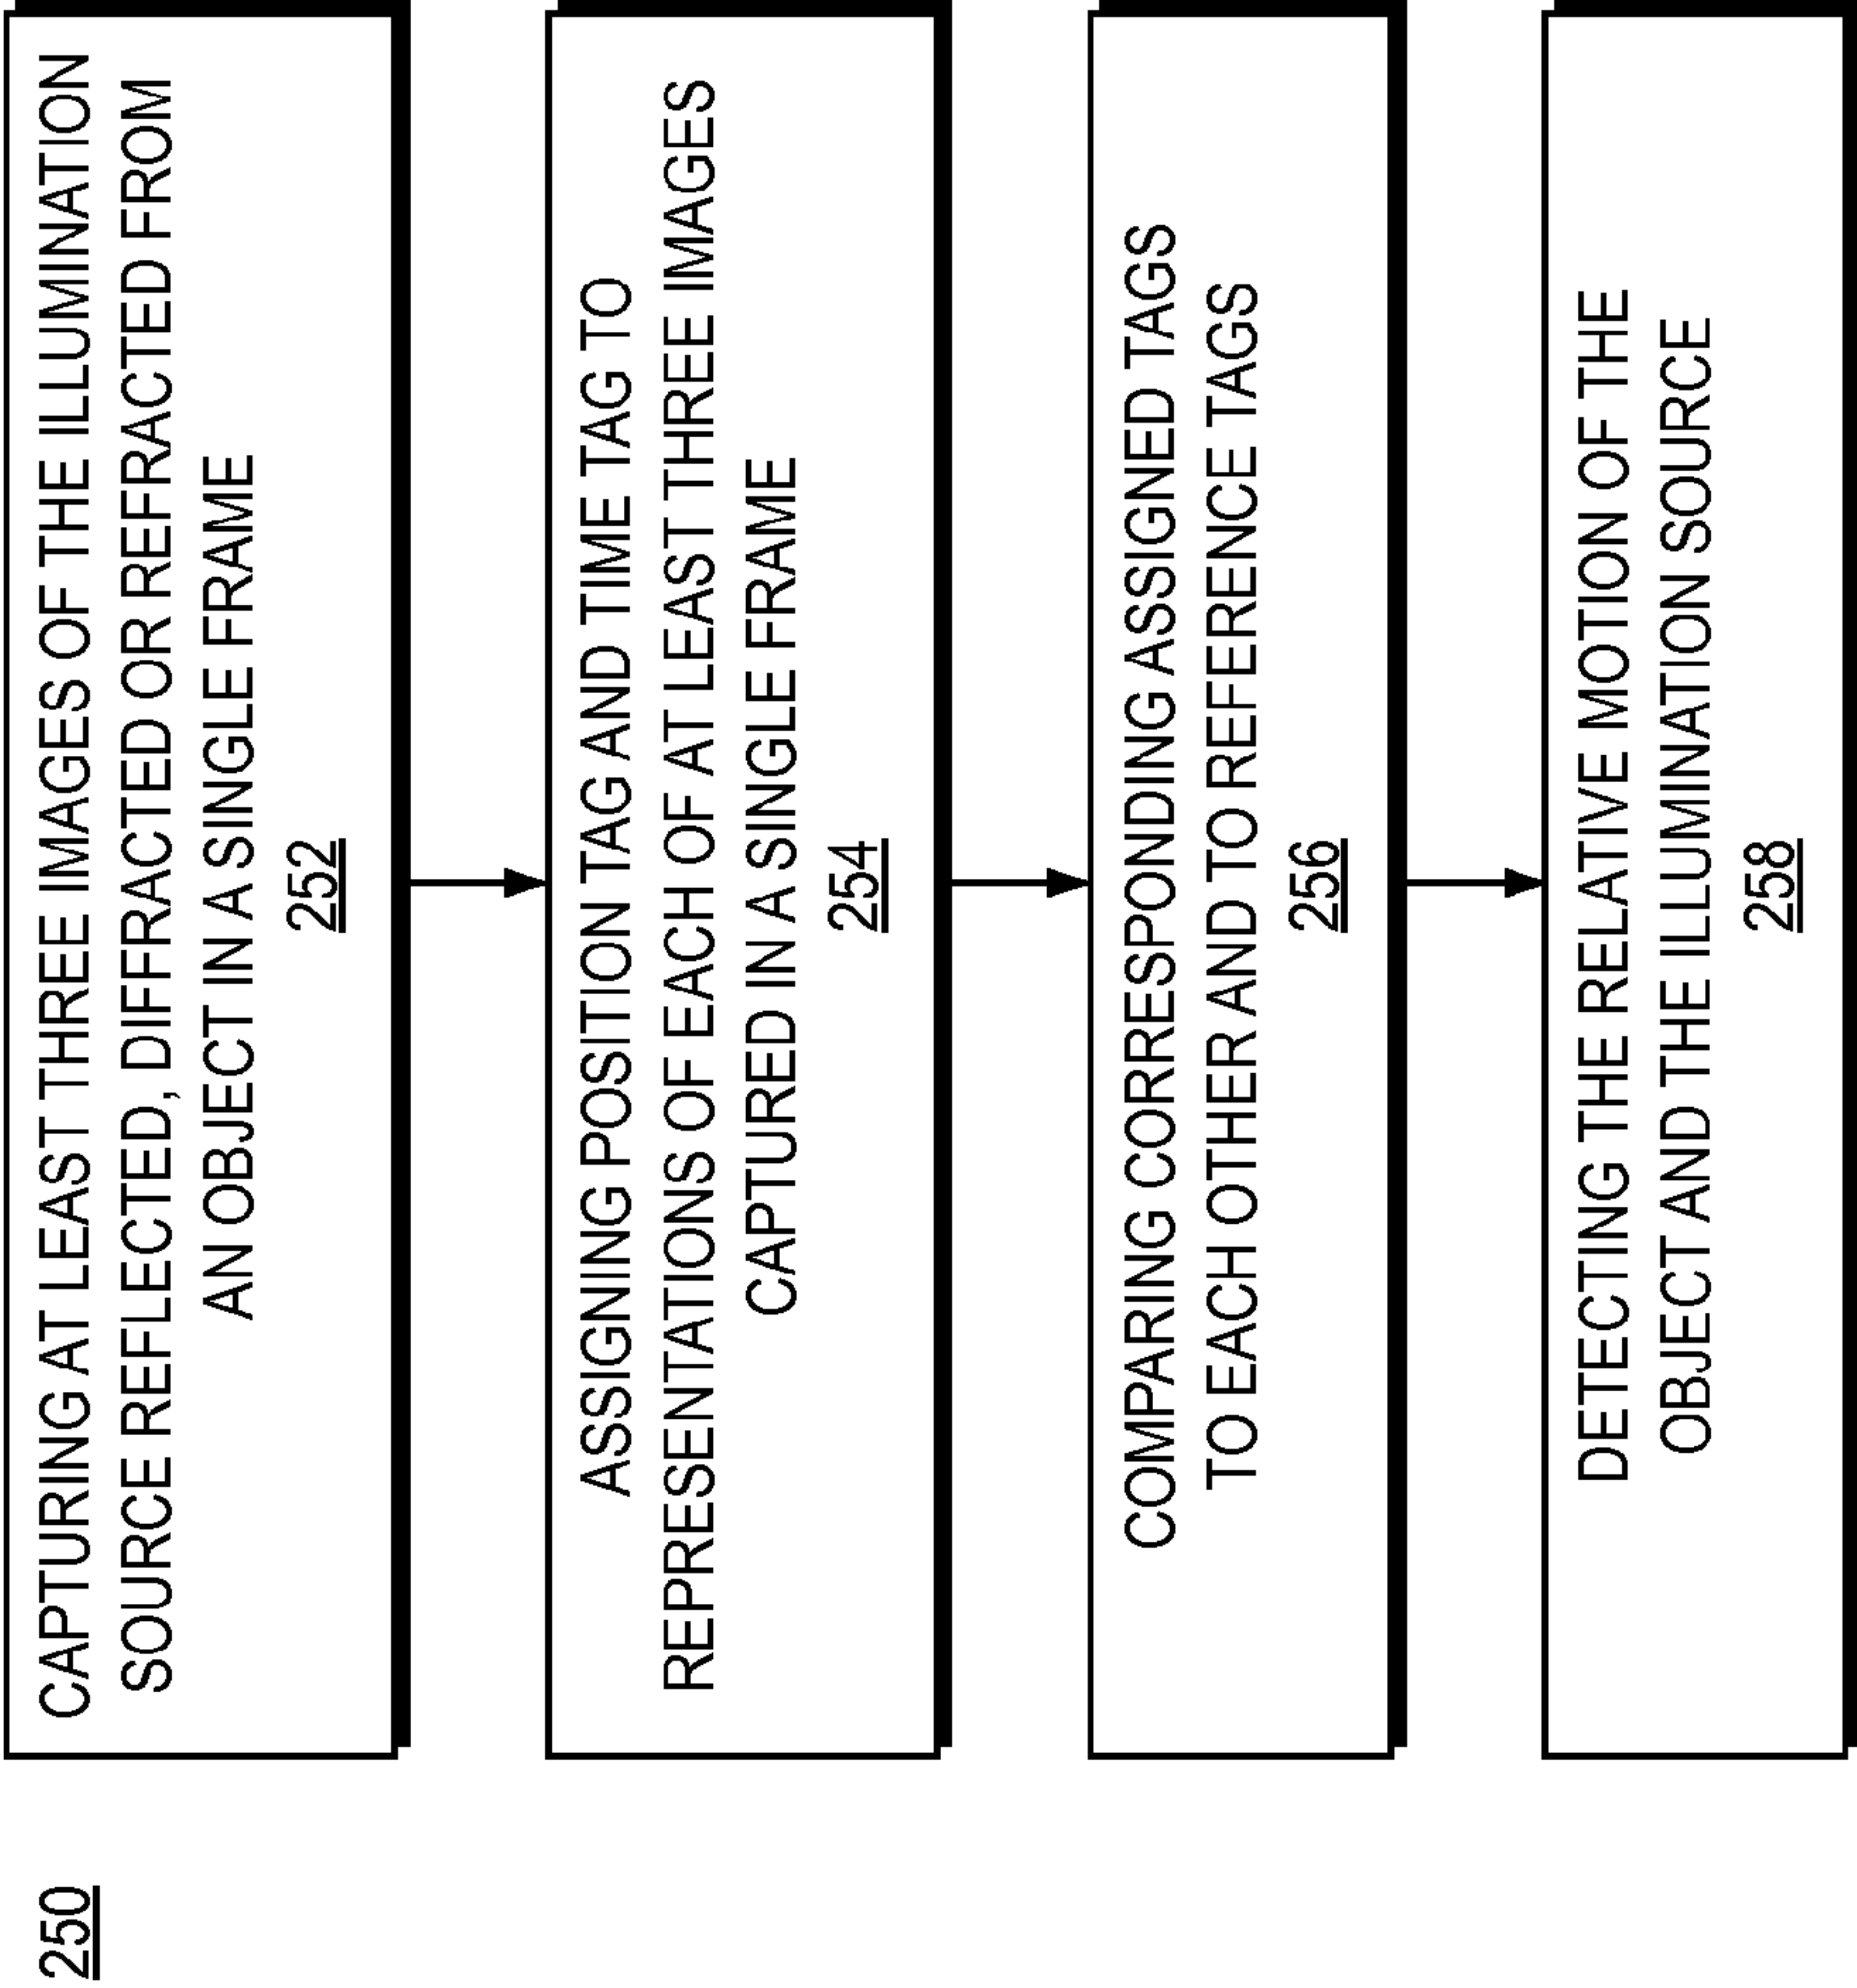 250
CAPTURING AT LEAST THREE IMAGES OF THE ILLUMINATION
SOURCE REFLECTED, DIFFRACTED OR REFRACTED FROM
AN OBJECT IN A SINGLE FRAME
252
ASSIGNING POSITION TAG AND TIME TAG TO
REPRESENTATIONS OF EACH OF AT LEAST THREE IMAGES
CAPTURED IN A SINGLE FRAME
254
COMPARING CORRESPONDING ASSIGNED TAGS
TO EACH OTHER AND TO REFERENCE TAGS
256
DETECTING THE RELATIVE MOTION OF THE
OBJECT AND THE ILLUMINATION SOURCE
258